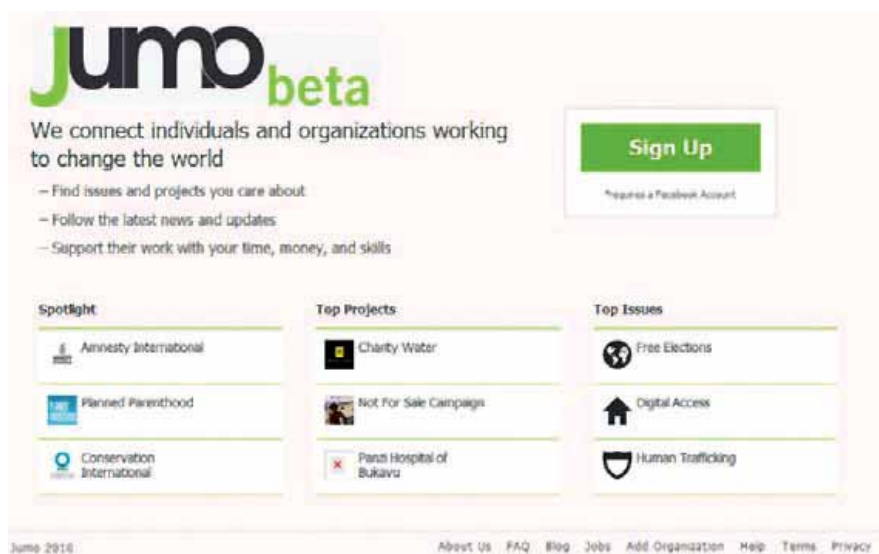 Jumo beta
We connect individuals and organizations working
to change the world
– Find issues and projects you care about
– Follow the latest news and updates
– Support their work with your time, money, and skills
Sign Up
*requires a Facebook Account
Spotlight
Amnesty International
Planned Parenthood
Conservation
International
Top Projects
Charity Water
Not For Sale Campaign
Panzi Hospital of
Bukavu
Top Issues
Free Elections
Digital Access
Human Trafficking
Jumo 2010
About Us FAQ Blog Jobs Add Organization Help Terms Privacy